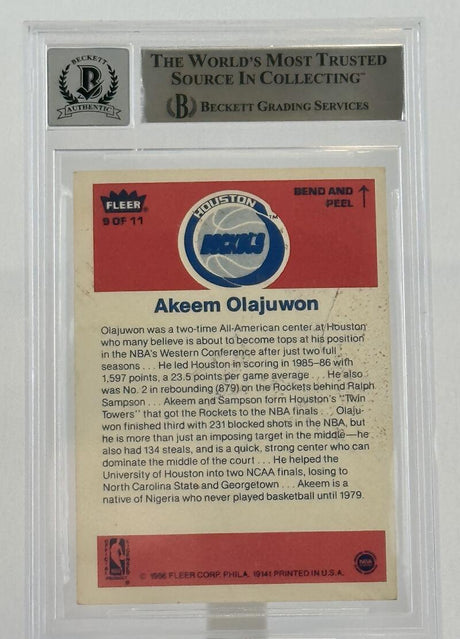 BECKETT
B
AUTHENTIC
THE WORLD'S MOST TRUSTED
SOURCE IN COLLECTING™
B BECKETT GRADING SERVICES
FLEER®
9 OF 11
HOUSTON
ROCKETS
TM
BEND AND
PEEL
Akeem Olajuwon
Olajuwon was a two-time All-American center at Houston
who many believe is about to become tops at his position
in the NBA's Western Conference after just two full
seasons . . . He led Houston in scoring in 1985-86 with
1,597 points, a 23.5 points per game average . . . He also
was No. 2 in rebounding (879) on the Rockets behind Ralph
Sampson . . . Akeem and Sampson form Houston's "Twin
Towers" that got the Rockets to the NBA finals . . . Olaju-
won finished third with 231 blocked shots in the NBA, but
he is more than just an imposing target in the middle—he
also had 134 steals, and is a quick, strong center who can
dominate the middle of the court . . . He helped the
University of Houston into two NCAA finals, losing to
North Carolina State and Georgetown . . . Akeem is a
native of Nigeria who never played basketball until 1979.
OFFICIAL
LICENSED
NBA
PRODUCT
© 1986 FLEER CORP. PHILA. 19141 PRINTED IN U.S.A.